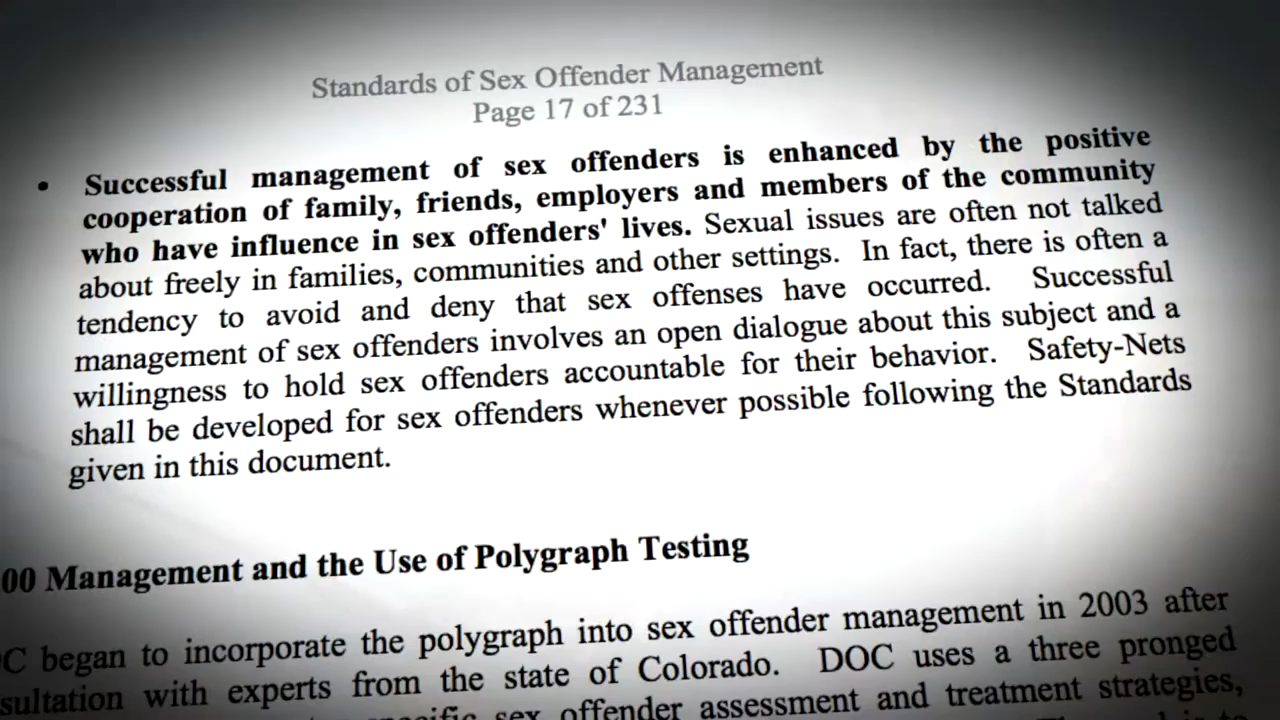 Standards of Sex Offender Management
Page 17 of 231
• Successful management of sex offenders is enhanced by the positive
cooperation of family, friends, employers and members of the community
who have influence in sex offenders' lives. Sexual issues are often not talked
about freely in families, communities and other settings. In fact, there is often a
tendency to avoid and deny that sex offenses have occurred. Successful
management of sex offenders involves an open dialogue about this subject and a
willingness to hold sex offenders accountable for their behavior. Safety-Nets
shall be developed for sex offenders whenever possible following the Standards
given in this document.
00 Management and the Use of Polygraph Testing
C began to incorporate the polygraph into sex offender management in 2003 after
sultation with experts from the state of Colorado. DOC uses a three pronged
sex offender assessment and treatment strategies,